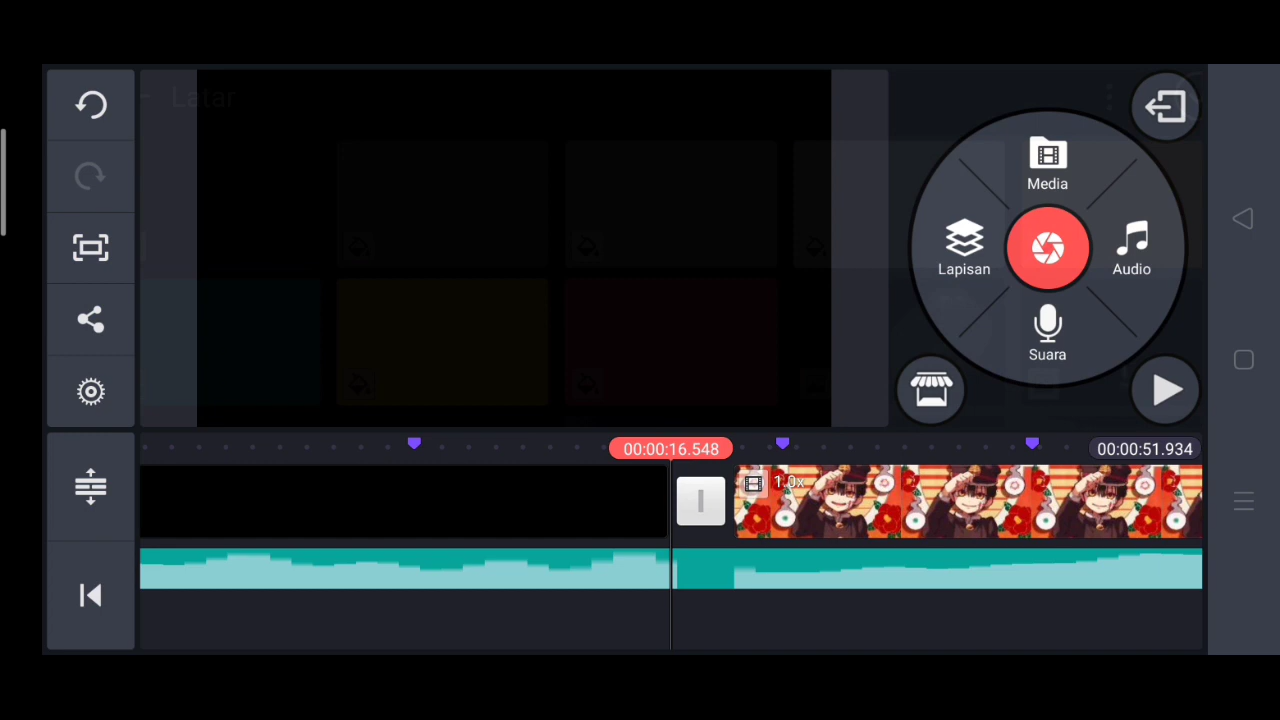 Latar
Media
Lapisan
Audio
Suara
00:00:16.548
00:00:51.934
1.0x